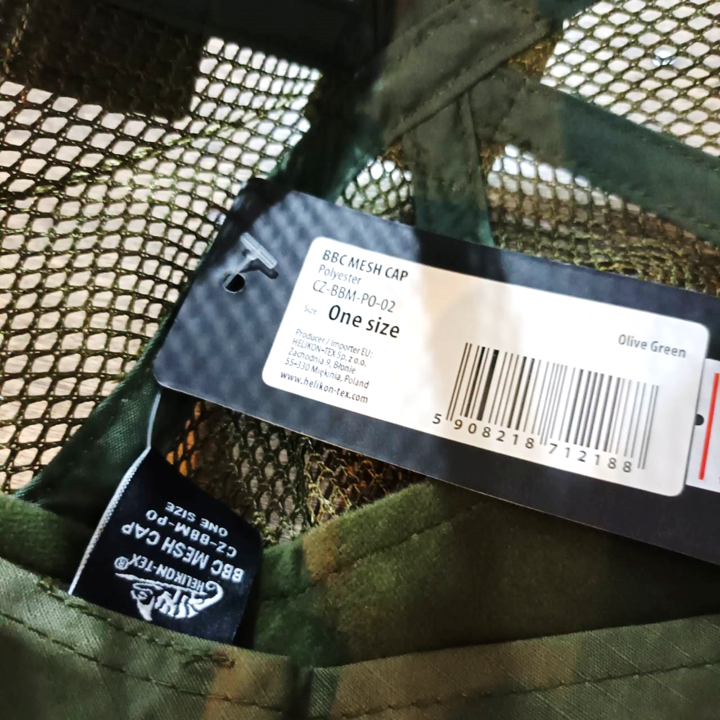 BBC MESH CAP
Polyester
CZ-BBM-PO-02
Size: One size
Olive Green
Producer / Importer EU:
HELIKON-TEX Sp. z o.o.
Zachodnia 9, Błonie
55-330 Miękinia, Poland
www.helikon-tex.com
5 908218 712188
HELIKON-TEX®
BBC MESH CAP
CZ-BBM-PO
ONE SIZE